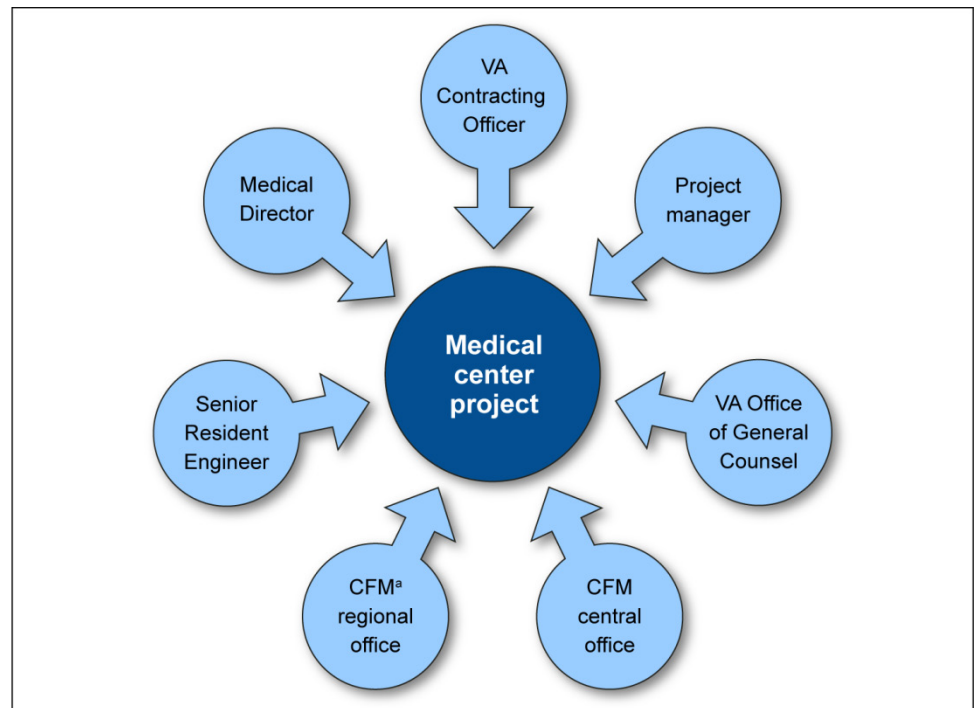 VA
Contracting
Officer
Medical
Director
Project
manager
Medical
center
project
Senior
Resident
Engineer
VA Office
of General
Counsel
CFMᵃ
regional
office
CFM
central
office